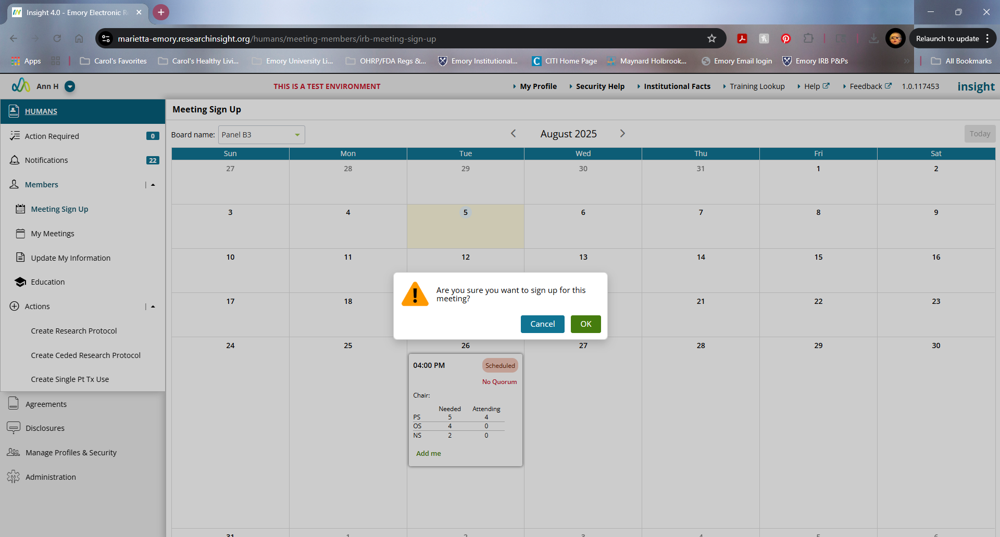 Insight 4.0 - Emory Electronic R
marietta-emory.researchinsight.org/humans/meeting-members/irb-meeting-sign-up
Relaunch to update
Apps
Carol's Favorites
Carol's Healthy Livi...
Emory University Li...
OHRP/FDA Regs &...
Emory Institutional...
CITI Home Page
Maynard Holbrook...
Emory Email login
Emory IRB P&Ps
All Bookmarks
Ann H
THIS IS A TEST ENVIRONMENT
My Profile
Security Help
Institutional Facts
Training Lookup
Help
Feedback
1.0.117453
insight
HUMANS
Action Required 0
Notifications 22
Members
Meeting Sign Up
My Meetings
Update My Information
Education
Actions
Create Research Protocol
Create Ceded Research Protocol
Create Single Pt Tx Use
Agreements
Disclosures
Manage Profiles & Security
Administration
Meeting Sign Up
Board name: Panel B3
August 2025
Today
Sun Mon Tue Wed Thu Fri Sat
27 28 29 30 31 1 2
3 4 5 6 7 8 9
10 11 12 13 14 15 16
Are you sure you want to sign up for this
meeting?
Cancel OK
17 18 21 22 23
24 25 26 27 28 29 30
04:00 PM Scheduled
No Quorum
Chair:
Needed Attending
PS 5 4
OS 4 0
NS 2 0
Add me
31 1 2 3 4 5 6